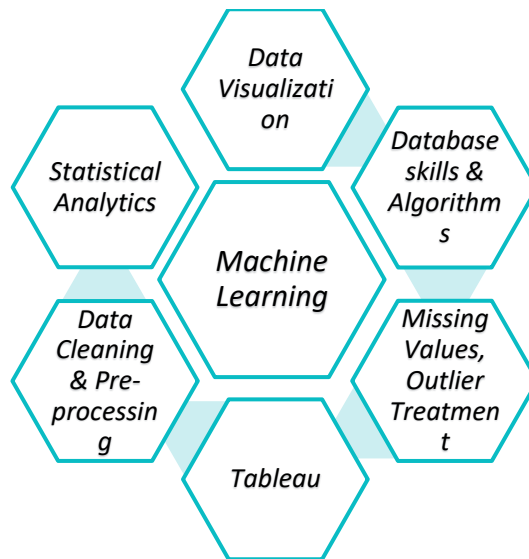 Data
Visualizati
on
Statistical
Analytics
Database
skills &
Algorithm
s
Machine
Learning
Data
Cleaning
& Pre-
processin
g
Missing
Values,
Outlier
Treatmen
t
Tableau